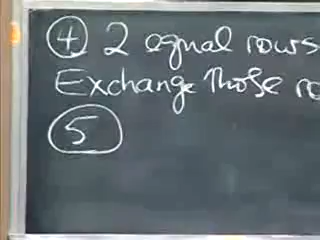 ④ 2 equal rows
Exchange those ro
⑤